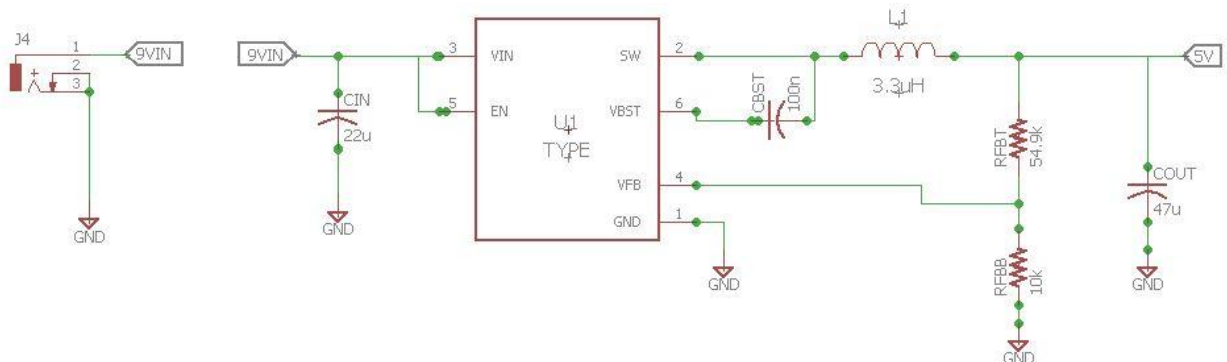 J4
1
2
3
9VIN
GND
9VIN
CIN
22u
GND
3
VIN
5
EN
U1
TYPE
SW
2
VBST
6
VFB
4
GND
1
GND
CBST
100n
L1
3.3uH
5V
RFBT
54.9k
RFBB
10k
GND
COUT
47u
GND